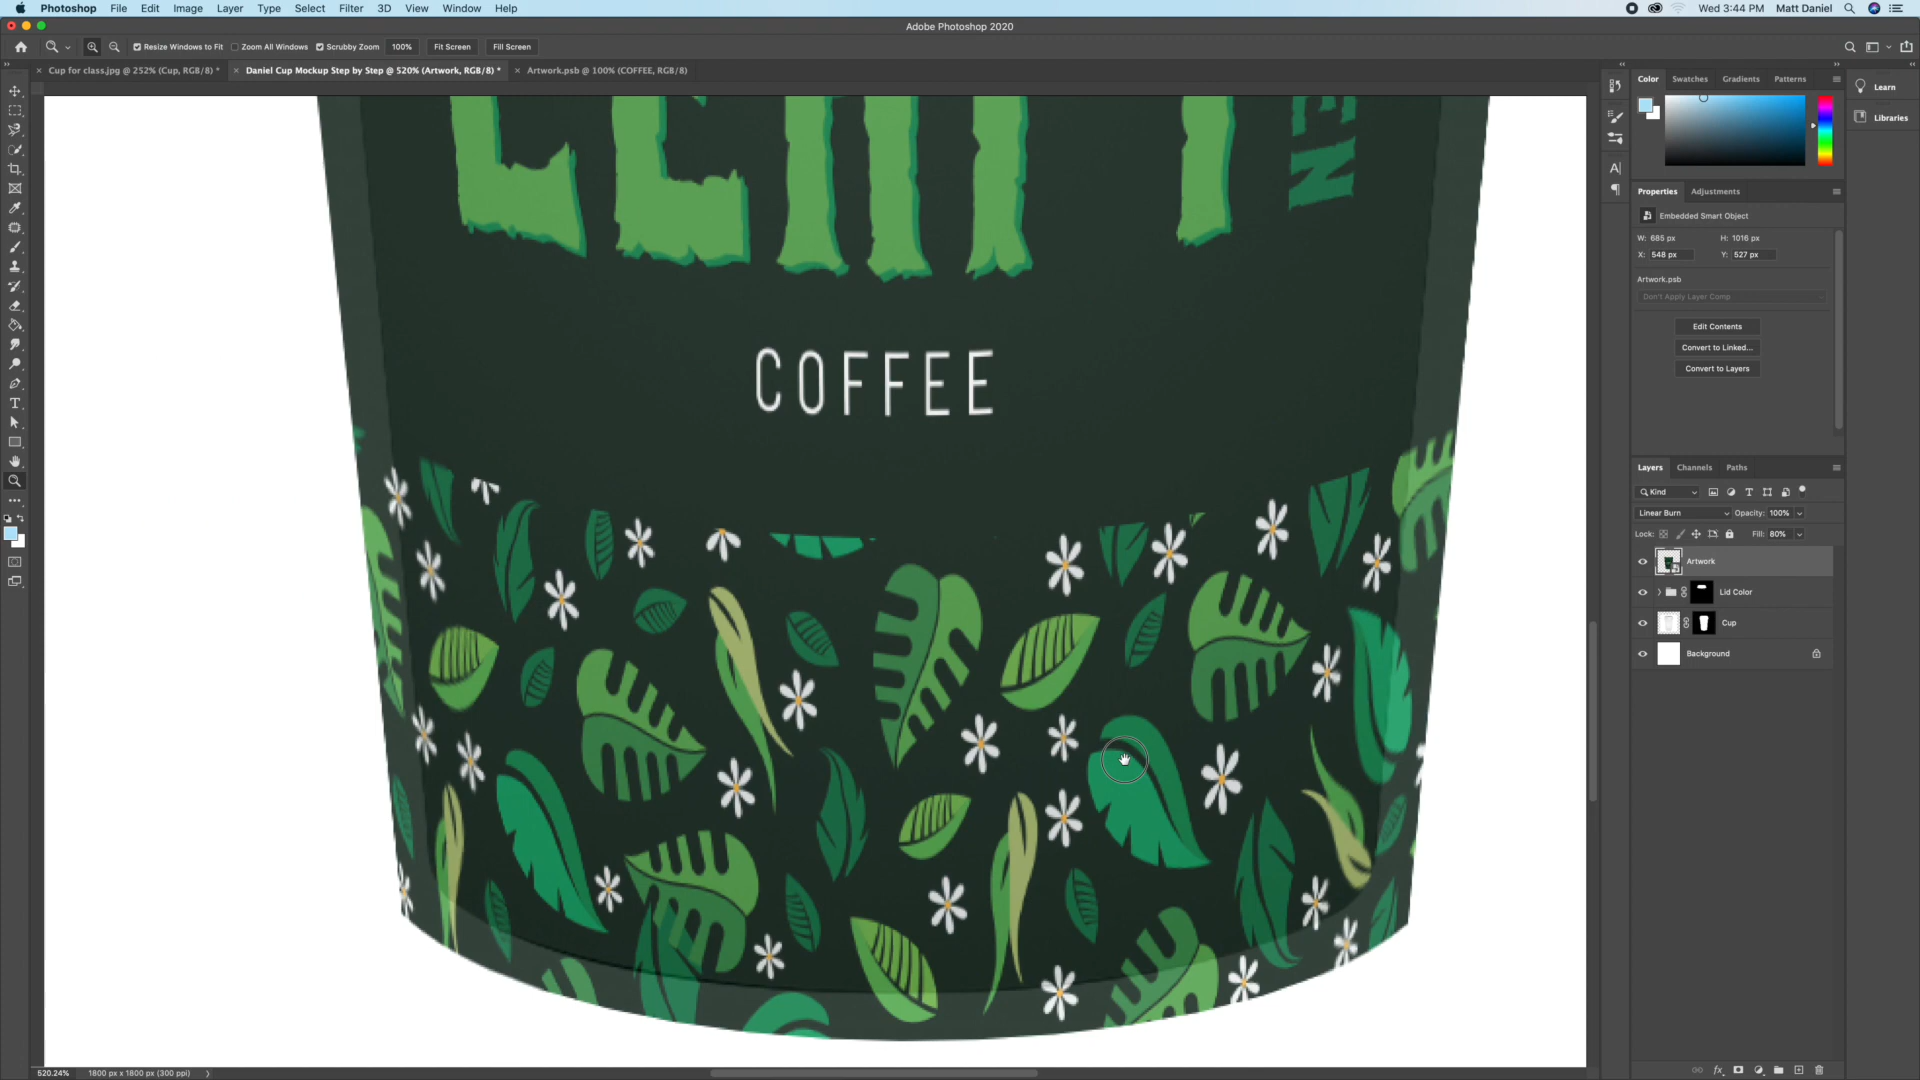 Photoshop File Edit Image Layer Type Select Filter 3D View Window Help Wed 3:44 PM Matt Daniel
Adobe Photoshop 2020
Resize Windows to Fit Zoom All Windows Scrubby Zoom 100% Fit Screen Fill Screen
Cup for class.jpg @ 252% (Cup, RGB/8) * Daniel Cup Mockup Step by Step @ 520% (Artwork, RGB/8) * Artwork.psb @ 100% (COFFEE, RGB/8)
Color Swatches Gradients Patterns
Learn
Libraries
Properties Adjustments
Embedded Smart Object
W: 685 px H: 1016 px
X: 548 px Y: 527 px
Artwork.psb
Don't Apply Layer Comp
Edit Contents
Convert to Linked...
Convert to Layers
COFFEE
Layers Channels Paths
Kind
Linear Burn Opacity: 100%
Lock: Fill: 80%
Artwork
Lid Color
Cup
Background
520.24% 1800 px x 1800 px (300 ppi)